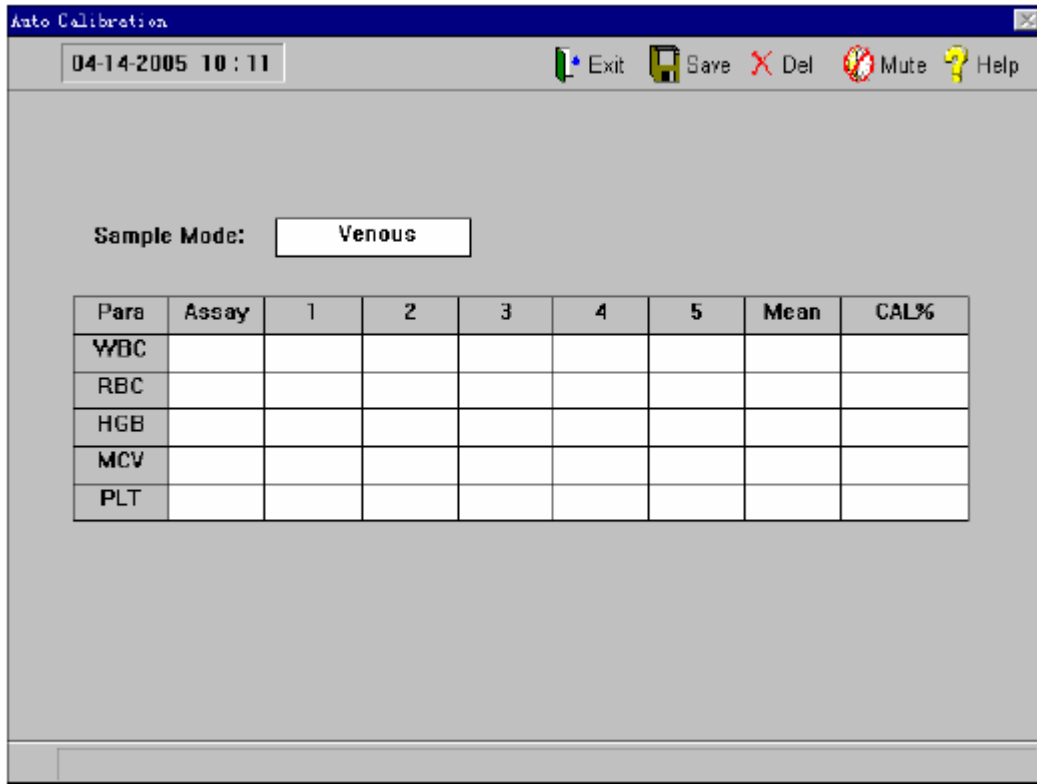 Auto Calibration
04-14-2005 10 : 11 Exit Save Del Mute Help
Sample Mode: Venous
Para Assay 1 2 3 4 5 Mean CAL%
WBC
RBC
HGB
MCV
PLT